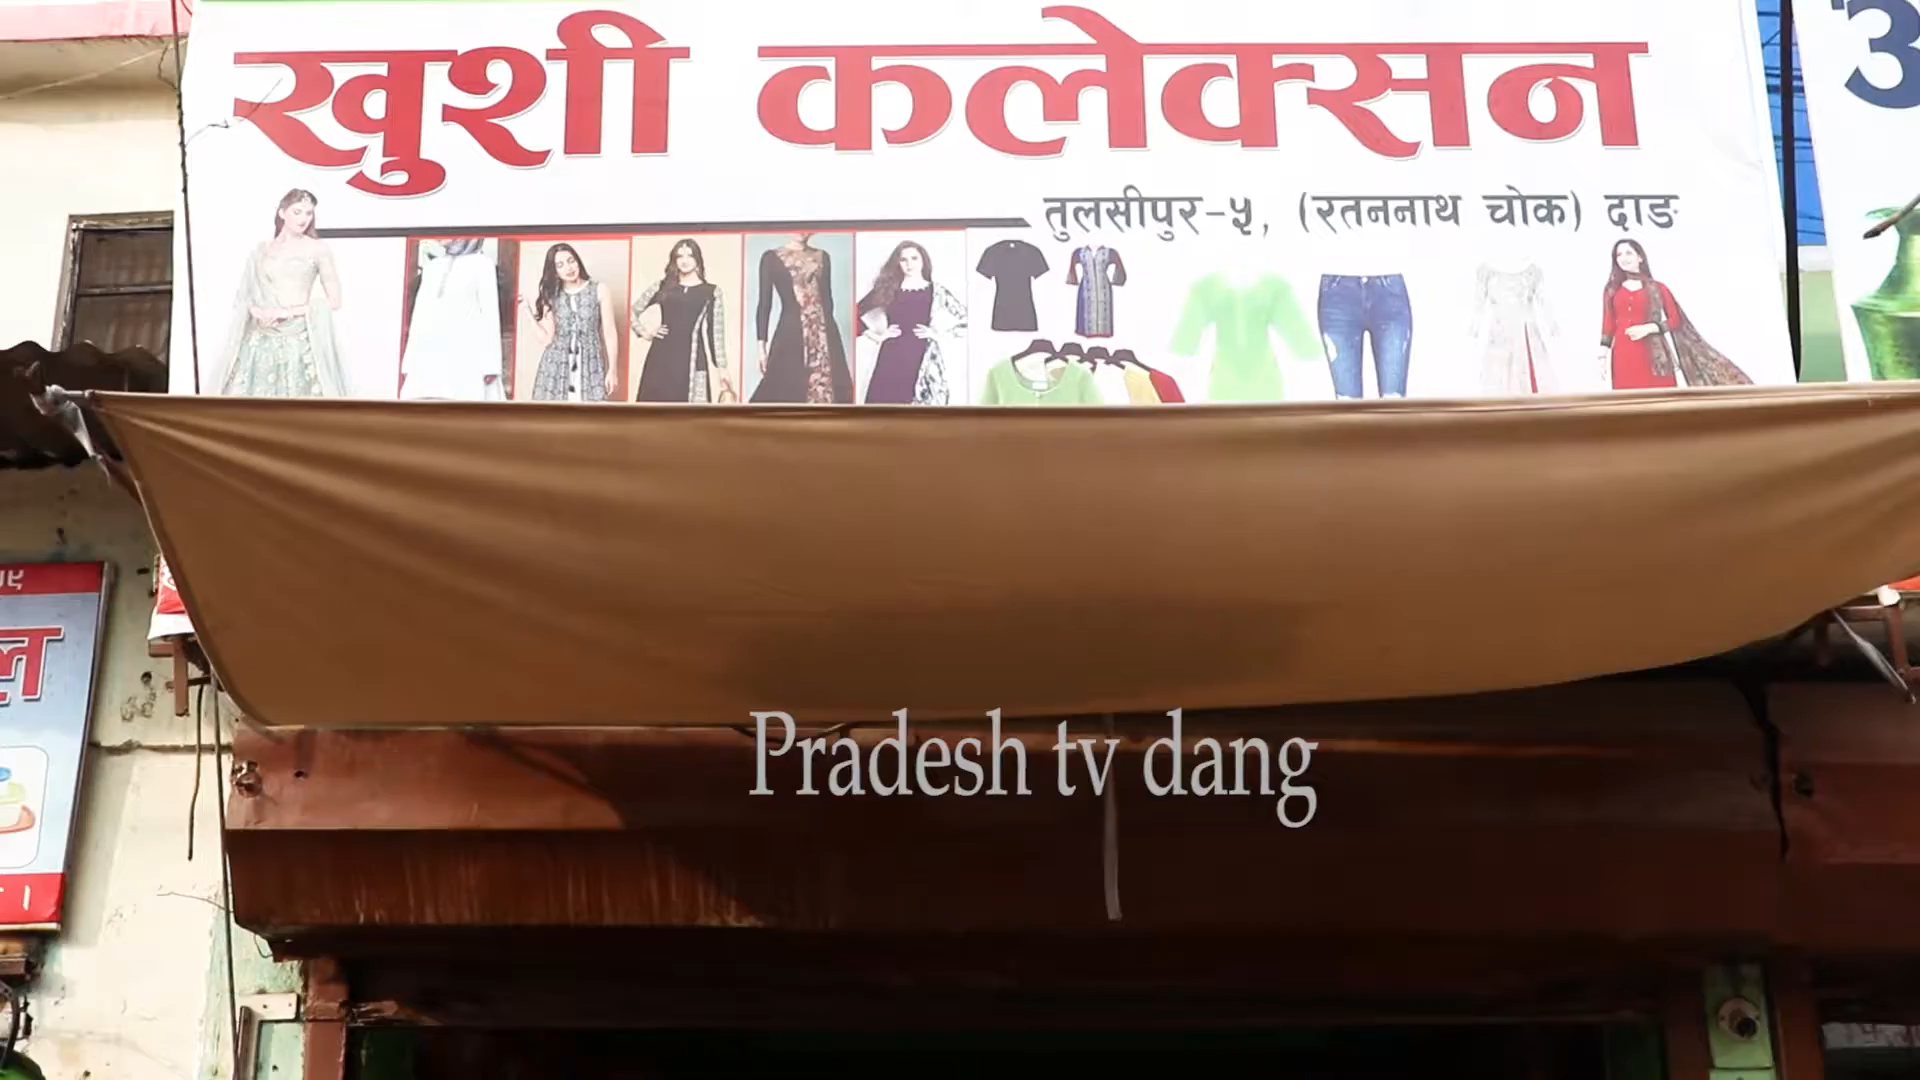 खुशी कलेक्सन
तुलसीपुर-५, (रतननाथ चोक) दाङ
Pradesh tv dang